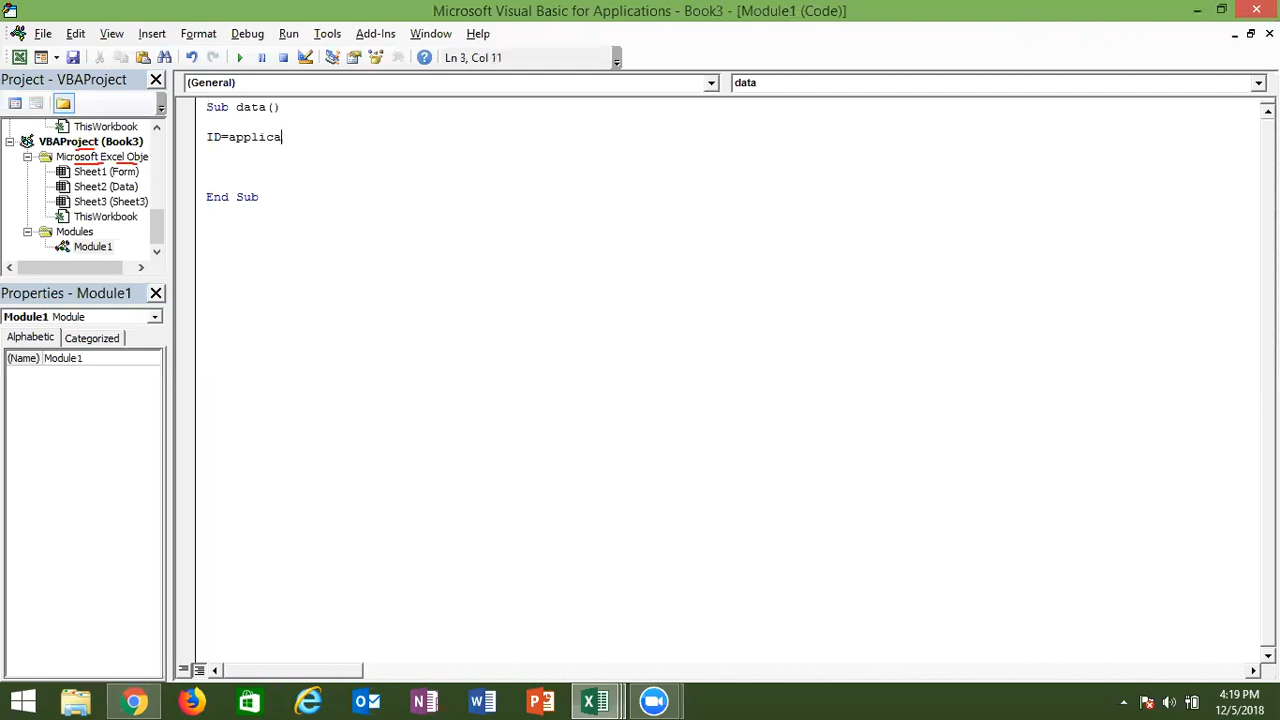 Microsoft Visual Basic for Applications - Book3 - [Module1 (Code)]
File Edit View Insert Format Debug Run Tools Add-Ins Window Help
Ln 3, Col 11
Project - VBAProject
(General)
data
ThisWorkbook
VBAProject (Book3)
Microsoft Excel Obje
Sheet1 (Form)
Sheet2 (Data)
Sheet3 (Sheet3)
ThisWorkbook
Modules
Module1
Sub data()
ID=applica
End Sub
Properties - Module1
Module1 Module
Alphabetic Categorized
(Name) Module1
4:19 PM
12/5/2018